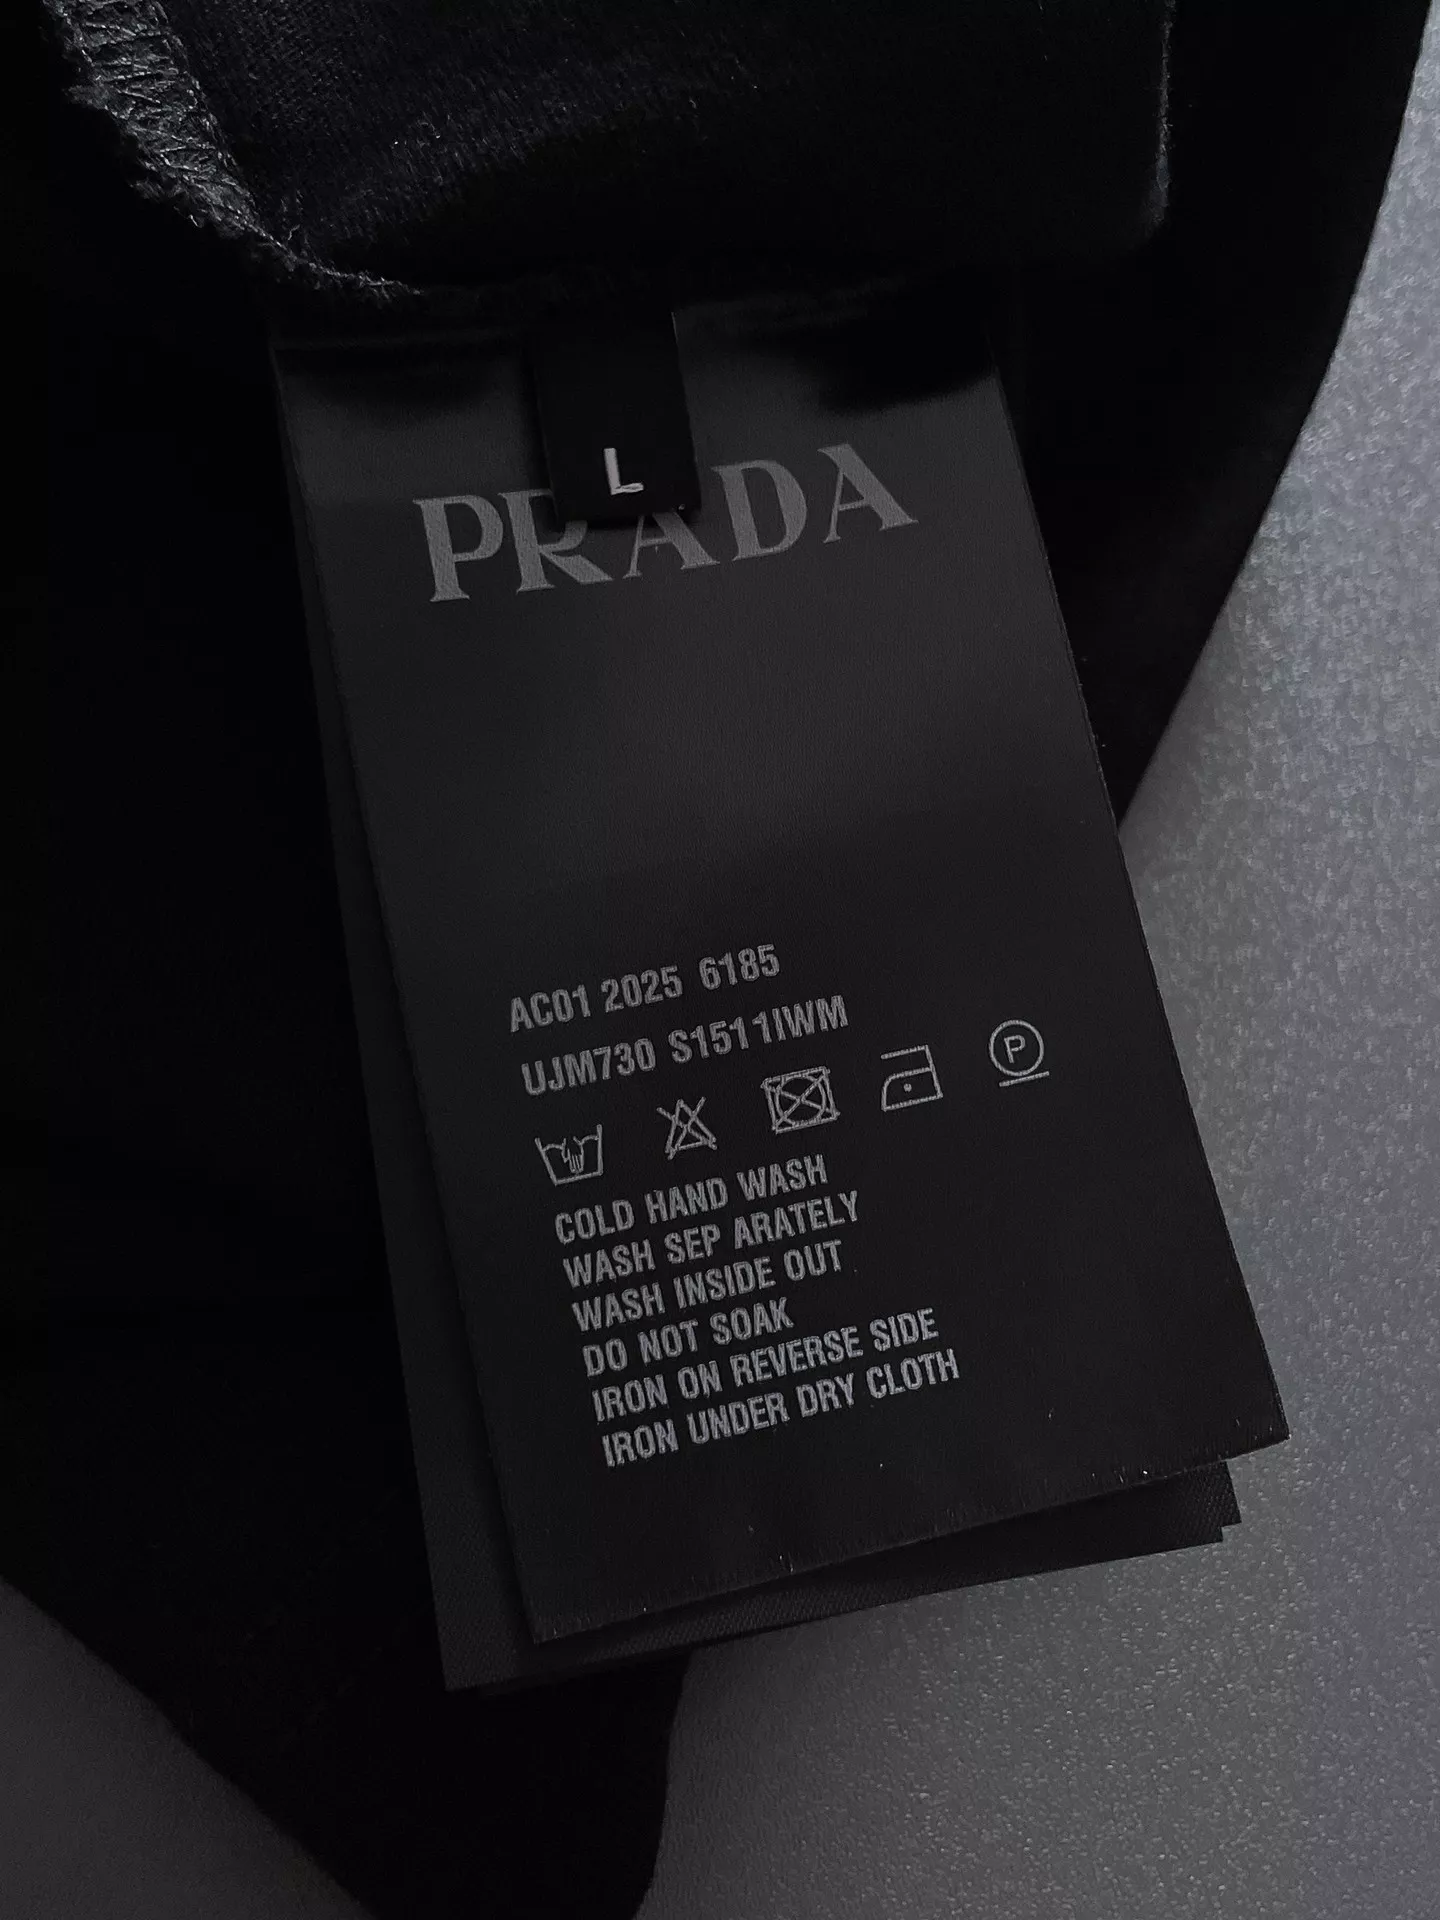 L
PRADA
AC01 2025 6185
UJM730 S1511IWM
P
COLD HAND WASH
WASH SEP ARATELY
WASH INSIDE OUT
DO NOT SOAK
IRON ON REVERSE SIDE
IRON UNDER DRY CLOTH